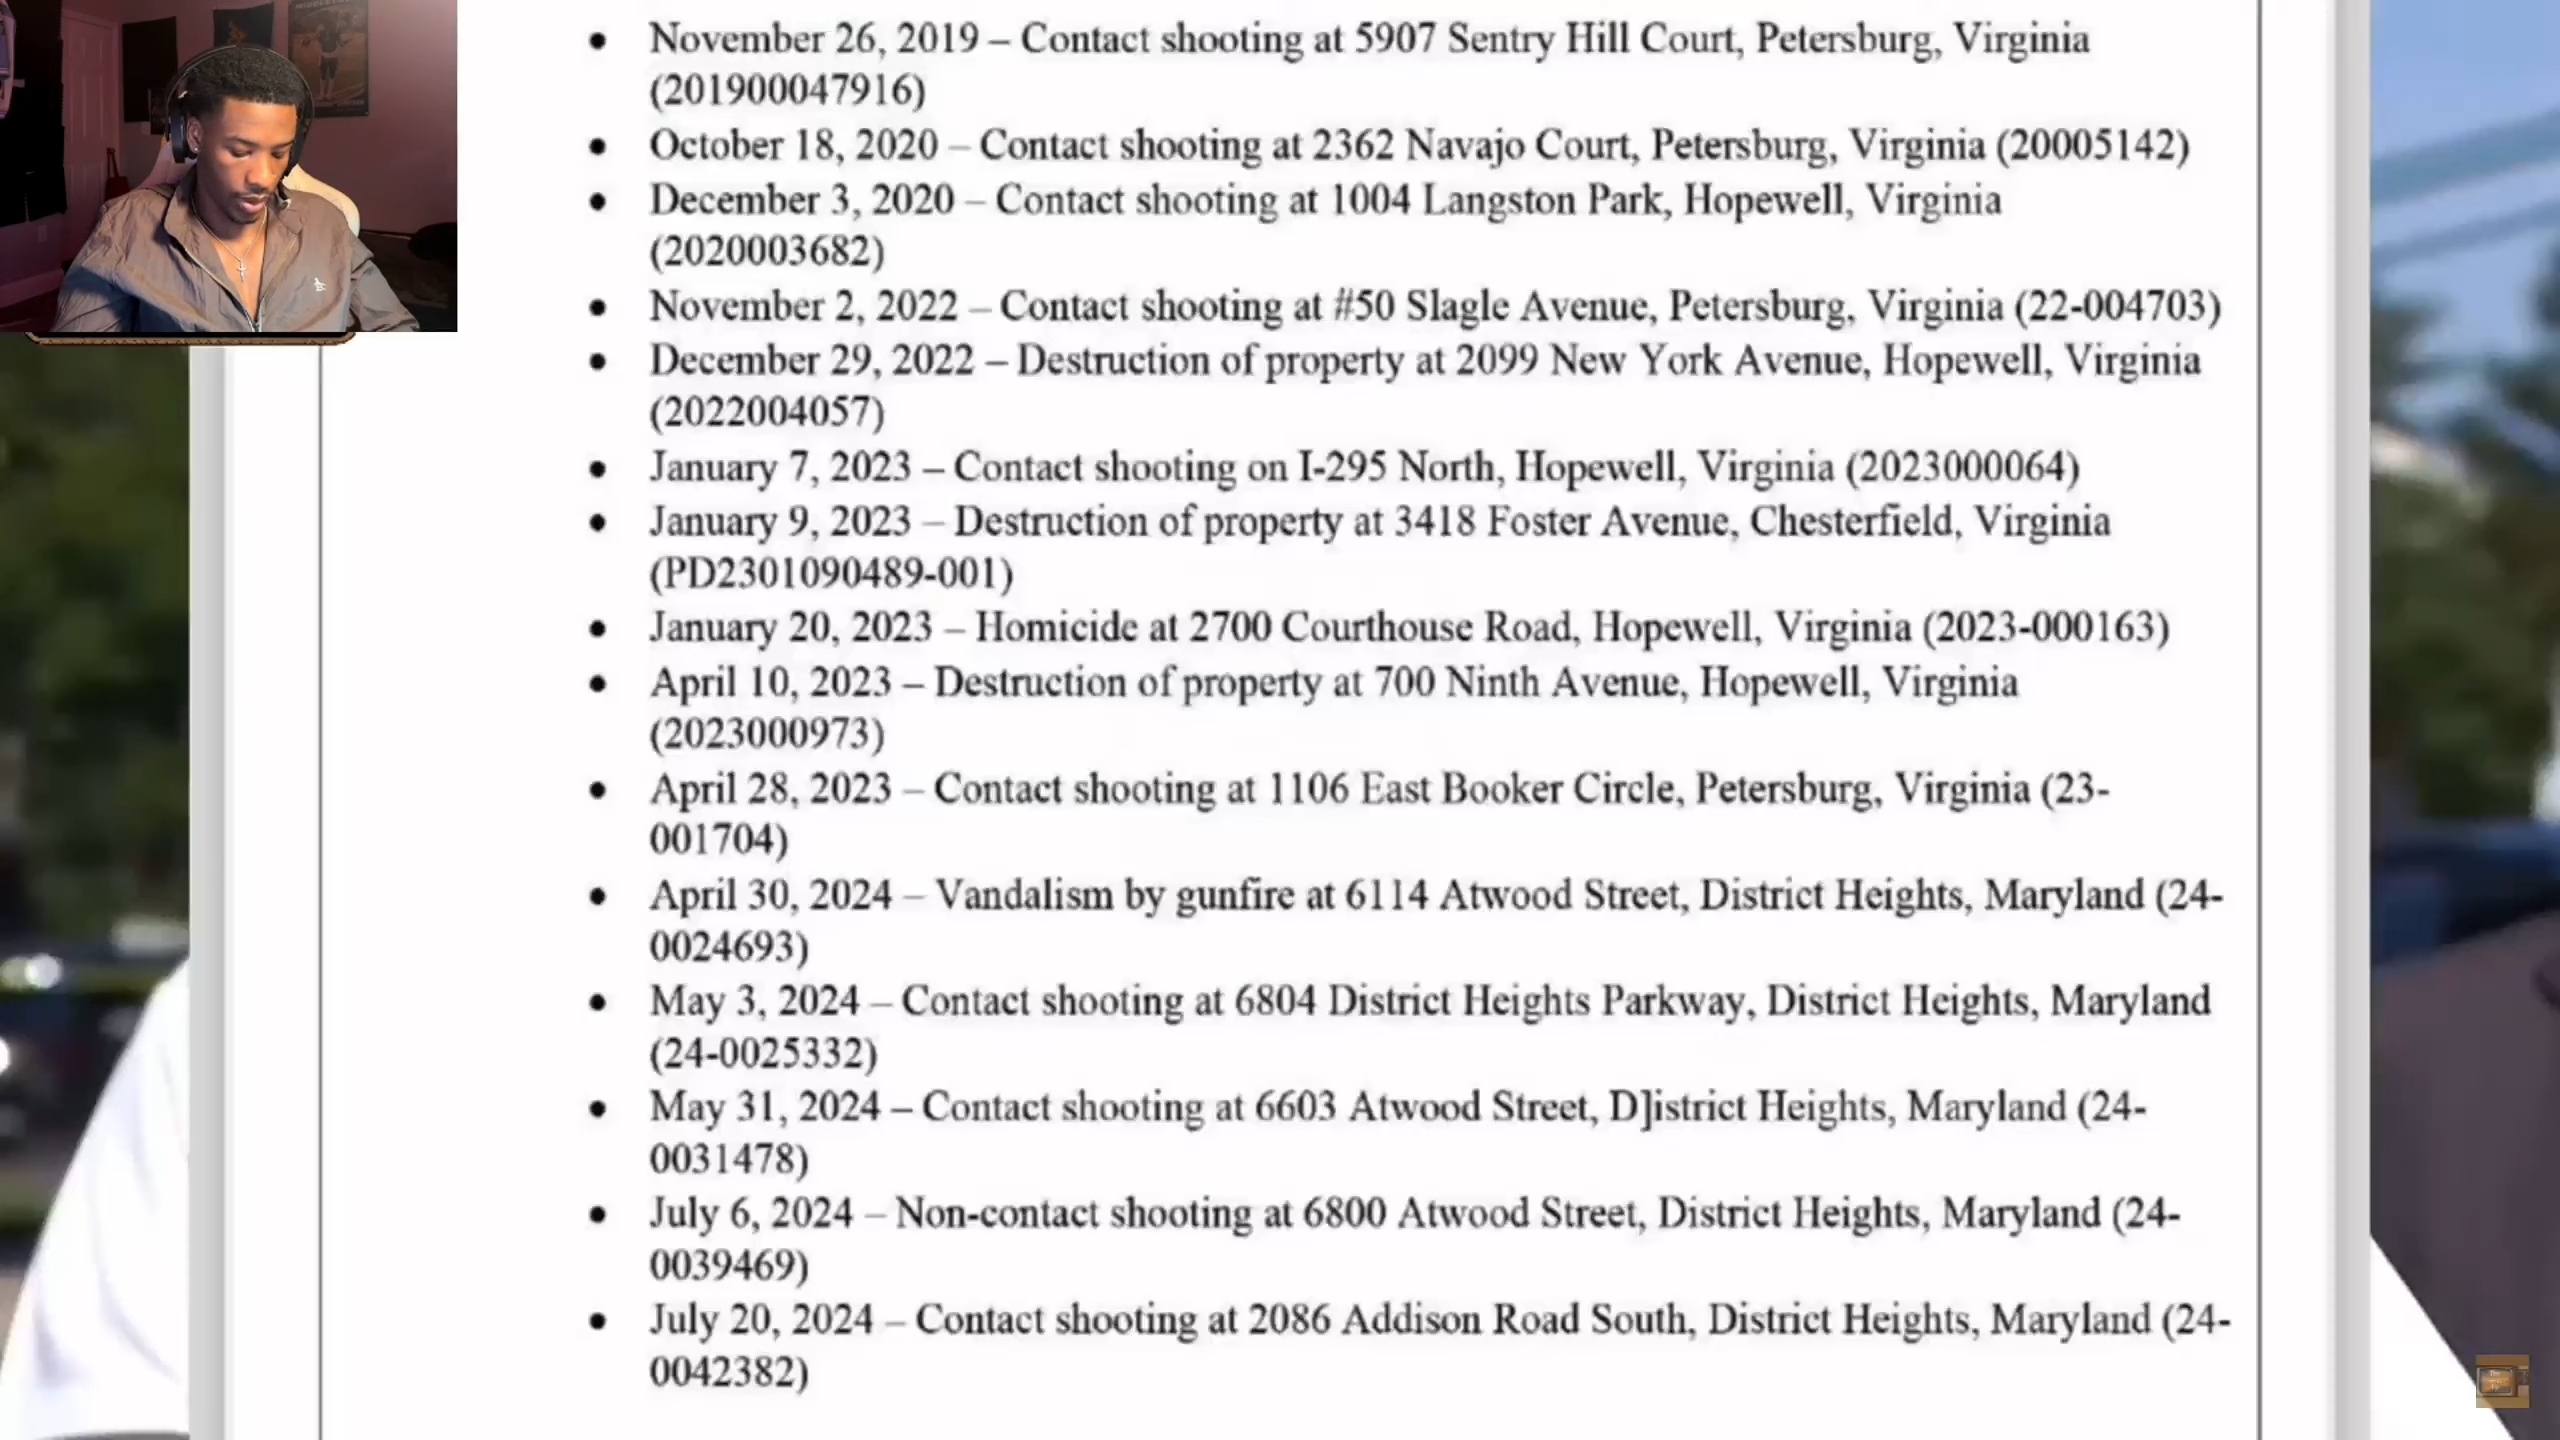 • November 26, 2019 – Contact shooting at 5907 Sentry Hill Court, Petersburg, Virginia
(201900047916)
• October 18, 2020 – Contact shooting at 2362 Navajo Court, Petersburg, Virginia (20005142)
• December 3, 2020 – Contact shooting at 1004 Langston Park, Hopewell, Virginia
(2020003682)
• November 2, 2022 – Contact shooting at #50 Slagle Avenue, Petersburg, Virginia (22-004703)
• December 29, 2022 – Destruction of property at 2099 New York Avenue, Hopewell, Virginia
(2022004057)
• January 7, 2023 – Contact shooting on I-295 North, Hopewell, Virginia (2023000064)
• January 9, 2023 – Destruction of property at 3418 Foster Avenue, Chesterfield, Virginia
(PD2301090489-001)
• January 20, 2023 – Homicide at 2700 Courthouse Road, Hopewell, Virginia (2023-000163)
• April 10, 2023 – Destruction of property at 700 Ninth Avenue, Hopewell, Virginia
(2023000973)
• April 28, 2023 – Contact shooting at 1106 East Booker Circle, Petersburg, Virginia (23-
001704)
• April 30, 2024 – Vandalism by gunfire at 6114 Atwood Street, District Heights, Maryland (24-
0024693)
• May 3, 2024 – Contact shooting at 6804 District Heights Parkway, District Heights, Maryland
(24-0025332)
• May 31, 2024 – Contact shooting at 6603 Atwood Street, D]istrict Heights, Maryland (24-
0031478)
• July 6, 2024 – Non-contact shooting at 6800 Atwood Street, District Heights, Maryland (24-
0039469)
• July 20, 2024 – Contact shooting at 2086 Addison Road South, District Heights, Maryland (24-
0042382)